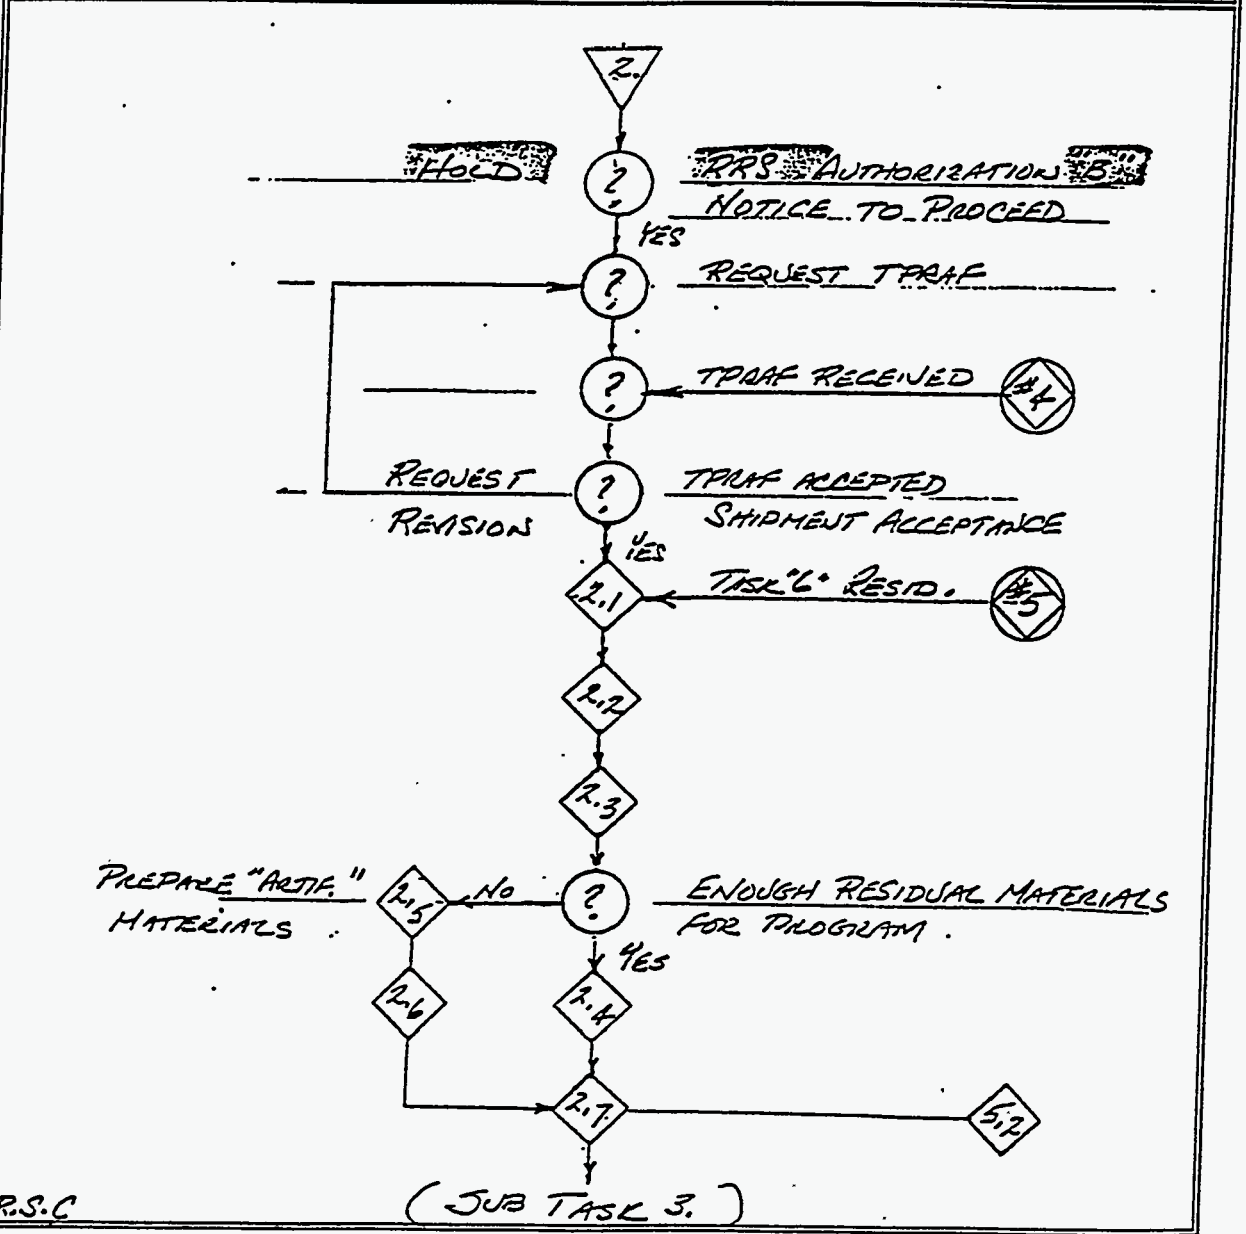 2.
HOLD ? RRS AUTHORIZATION "B"
NOTICE TO PROCEED
YES
? REQUEST TPRAF
? TPRAF RECEIVED #4
REQUEST ? TPRAF ACCEPTED
REVISION SHIPMENT ACCEPTANCE
YES
2.1 TASK "6" RESID. #5
2.2
2.3
PREPARE "ARTIF." 2.5 NO ? ENOUGH RESIDUAL MATERIALS
MATERIALS FOR PROGRAM.
YES
2.6 2.4
2.7 5.2
R.S.C (SUB TASK 3.)